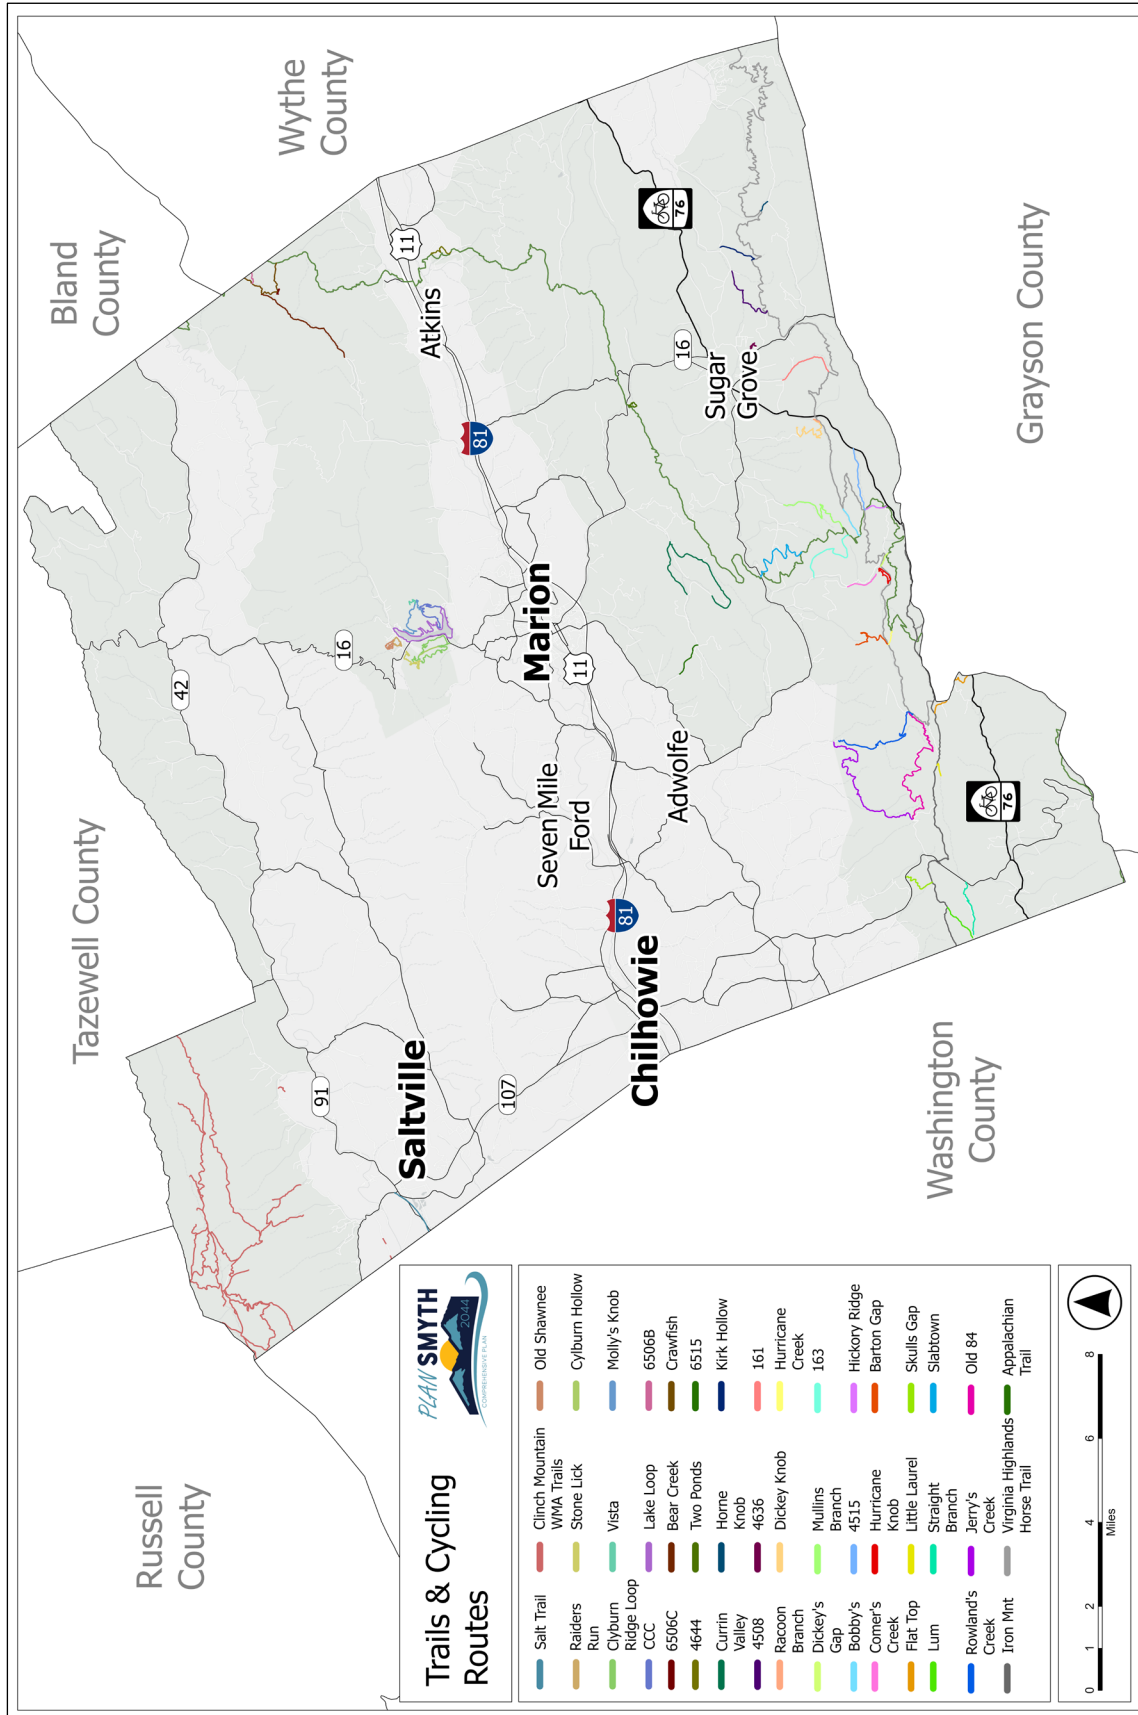 Tazewell County
Bland
County
Wythe
County
Russell
County
Washington
County
Grayson County
42
16
91
107
11
81
Atkins
Saltville
Marion
Seven Mile
Ford
11
81
Chilhowie
Adwolfe
16
76
Sugar
Grove
76
Trails & Cycling
Routes
PLAN SMYTH
2044
COMPREHENSIVE PLAN
Salt Trail
Clinch Mountain
WMA Trails
Old Shawnee
Raiders
Run
Stone Lick
Cylburn Hollow
Clyburn
Ridge Loop
Vista
Molly's Knob
CCC
Lake Loop
6506B
6506C
Bear Creek
Crawfish
4644
Two Ponds
6515
Currin
Valley
Horne
Knob
Kirk Hollow
4508
4636
161
Racoon
Branch
Dickey Knob
Hurricane
Creek
Dickey's
Gap
Mullins
Branch
163
Bobby's
4515
Hickory Ridge
Comer's
Creek
Hurricane
Knob
Barton Gap
Flat Top
Little Laurel
Skulls Gap
Lum
Straight
Branch
Slabtown
Rowland's
Creek
Jerry's
Creek
Old 84
Iron Mnt
Virginia Highlands
Horse Trail
Appalachian
Trail
0 1 2 4 6 8
Miles